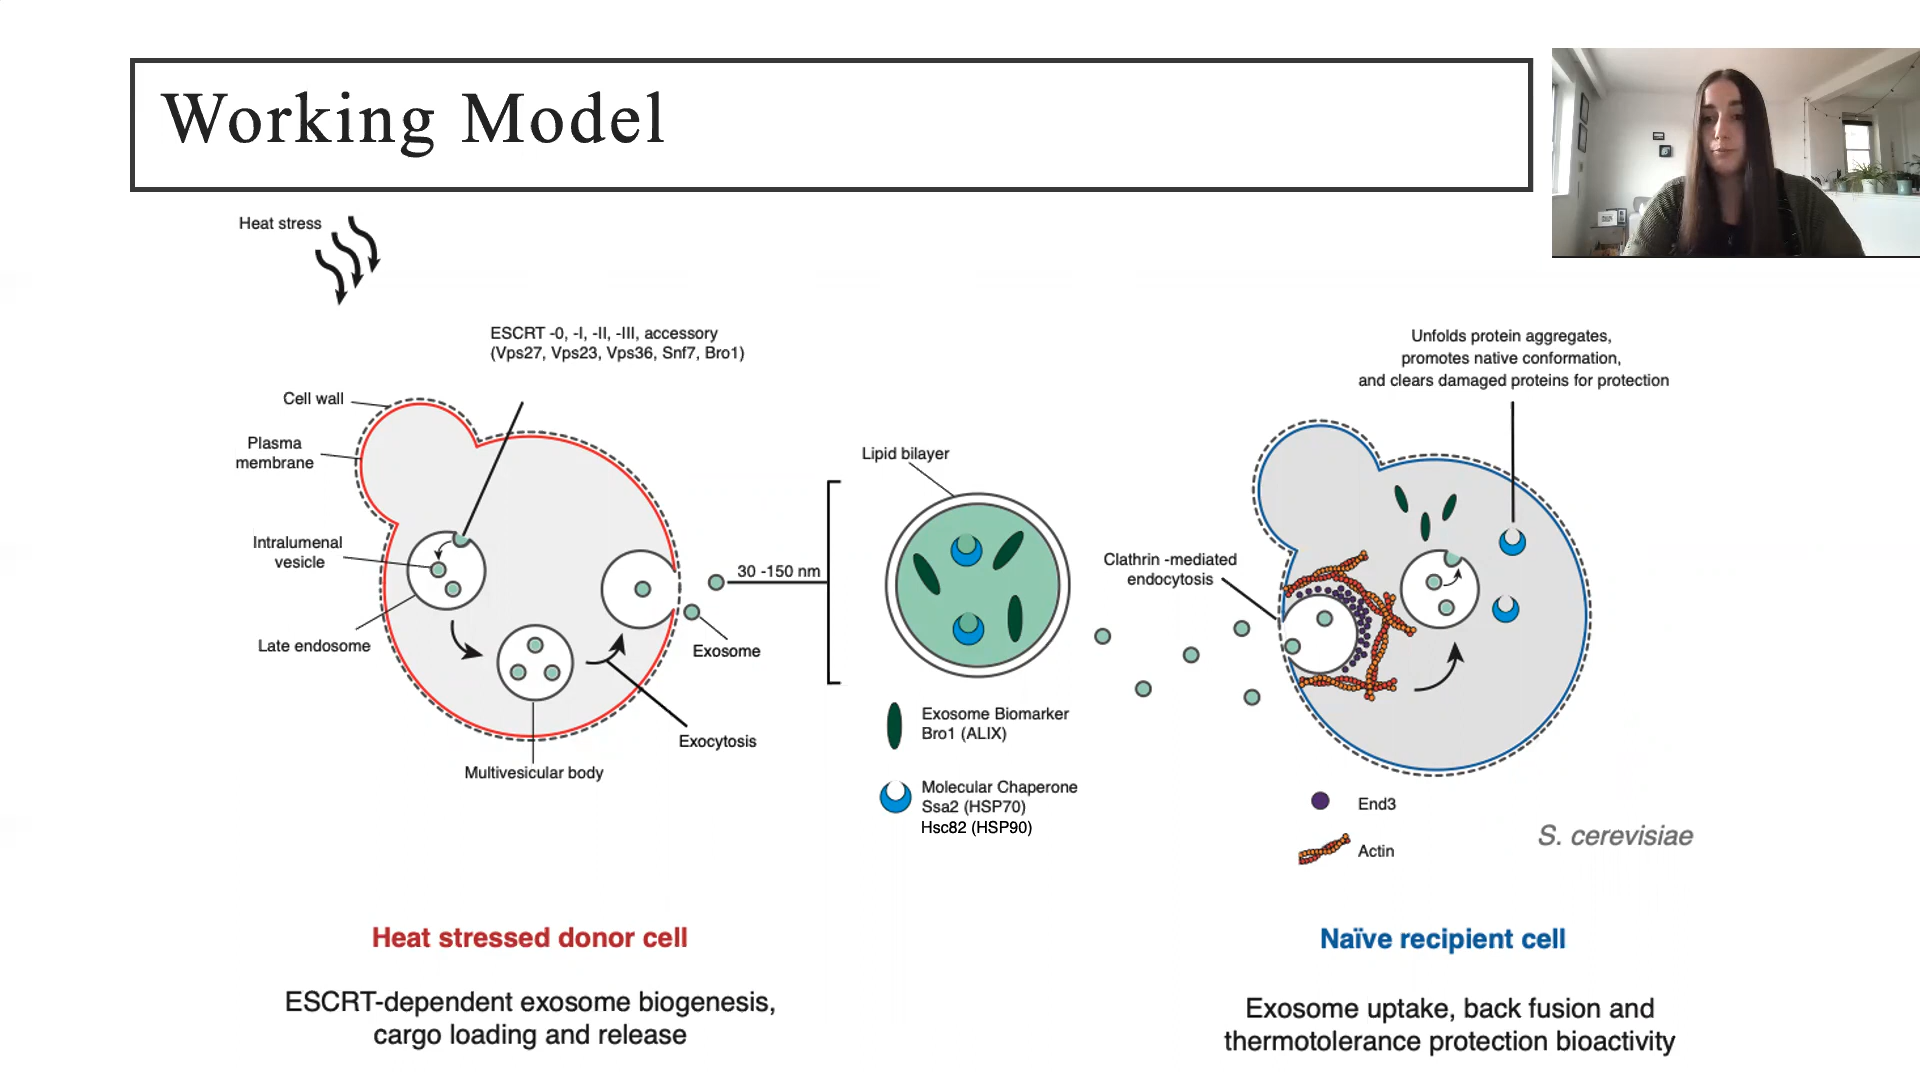 Working Model
Heat stress
ESCRT -0, -I, -II, -III, accessory
(Vps27, Vps23, Vps36, Snf7, Bro1)
Cell wall
Plasma
membrane
Intralumenal
vesicle
Late endosome
Multivesicular body
Exocytosis
Exosome
30 -150 nm
Lipid bilayer
Exosome Biomarker
Bro1 (ALIX)
Molecular Chaperone
Ssa2 (HSP70)
Hsc82 (HSP90)
Clathrin -mediated
endocytosis
Unfolds protein aggregates,
promotes native conformation,
and clears damaged proteins for protection
End3
Actin
S. cerevisiae
Heat stressed donor cell
ESCRT-dependent exosome biogenesis,
cargo loading and release
Naïve recipient cell
Exosome uptake, back fusion and
thermotolerance protection bioactivity